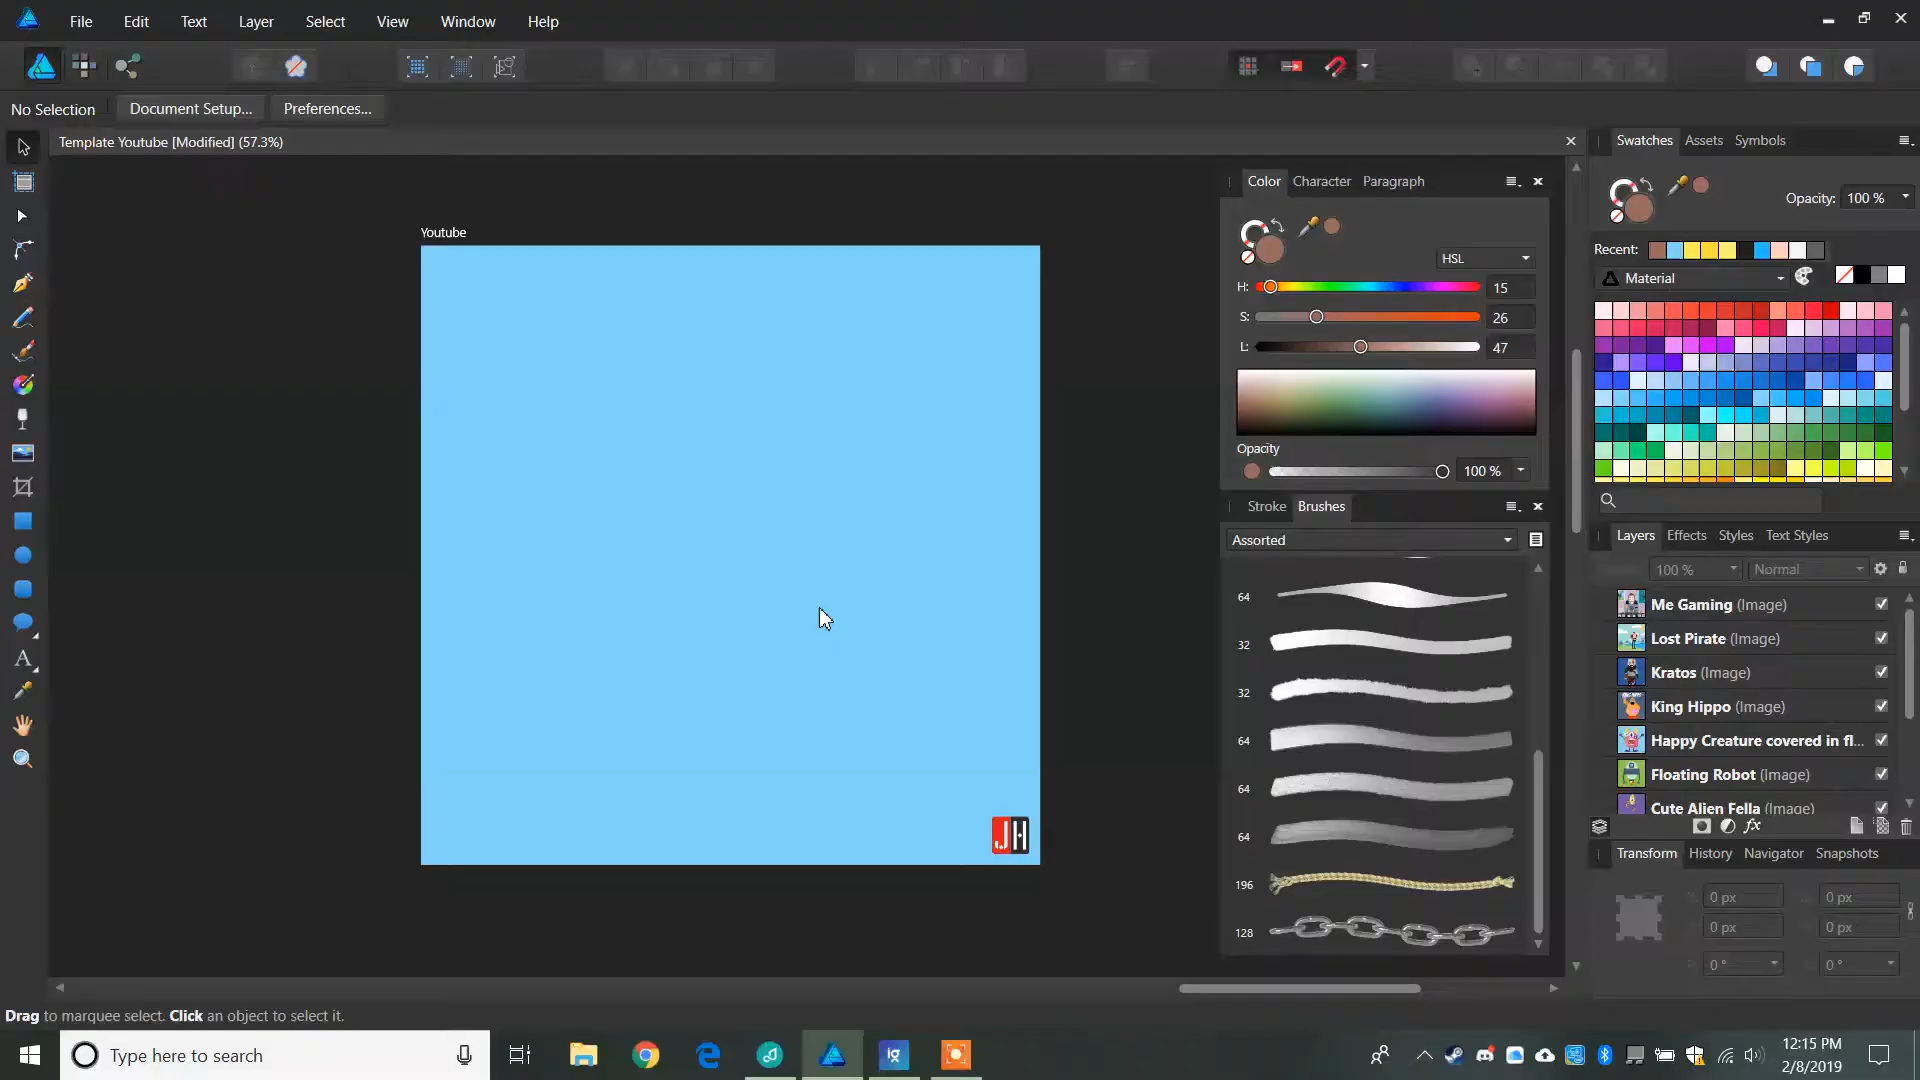 File Edit Text Layer Select View Window Help
No Selection Document Setup... Preferences...
Template Youtube [Modified] (57.3%)
Youtube
JH
Color Character Paragraph
HSL
H: 15
S: 26
L: 47
Opacity
100 %
Stroke Brushes
Assorted
64
32
32
64
64
64
196
128
Swatches Assets Symbols
Opacity: 100 %
Recent:
Material
Layers Effects Styles Text Styles
100 % Normal
Me Gaming (Image)
Lost Pirate (Image)
Kratos (Image)
King Hippo (Image)
Happy Creature covered in fl...
Floating Robot (Image)
Cute Alien Fella (Image)
fx
Transform History Navigator Snapshots
0 px 0 px
0 px 0 px
0 ° 0 °
Drag to marquee select. Click an object to select it.
Type here to search
ig
12:15 PM
2/8/2019